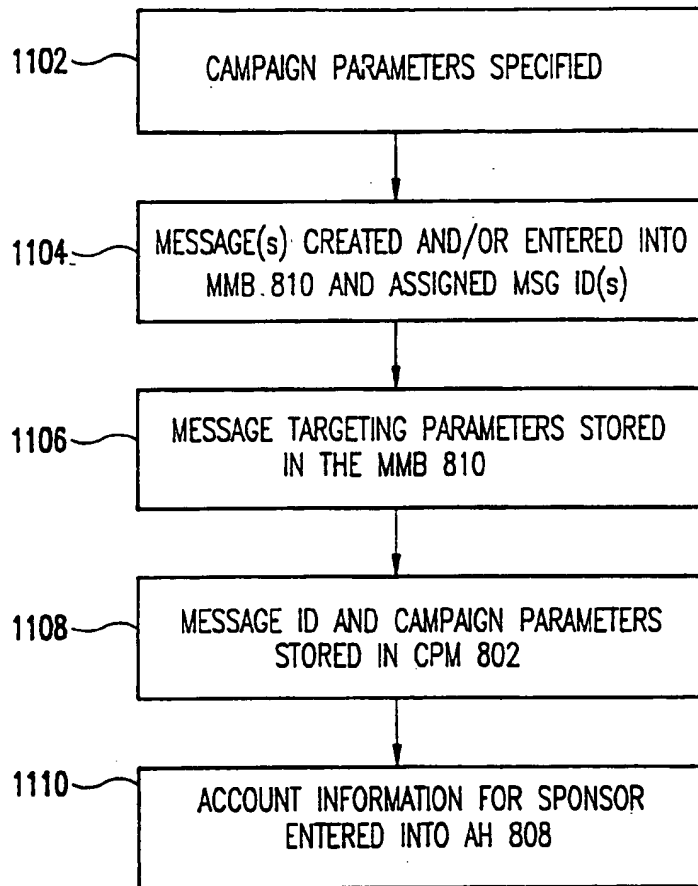 1102
CAMPAIGN PARAMETERS SPECIFIED
1104
MESSAGE(s) CREATED AND/OR ENTERED INTO
MMB 810 AND ASSIGNED MSG ID(s)
1106
MESSAGE TARGETING PARAMETERS STORED
IN THE MMB 810
1108
MESSAGE ID AND CAMPAIGN PARAMETERS
STORED IN CPM 802
1110
ACCOUNT INFORMATION FOR SPONSOR
ENTERED INTO AH 808